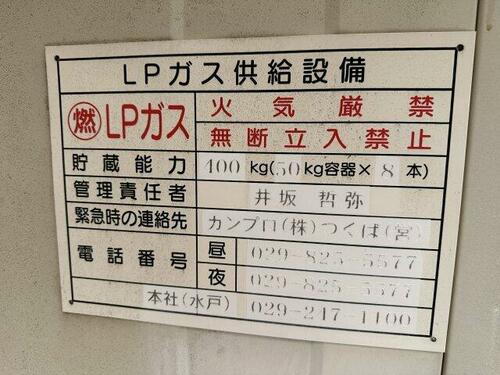 LPガス供給設備
燃 LPガス
火気厳禁
無断立入禁止
貯蔵能力 400 kg(50kg容器×8本)
管理責任者 井坂 哲弥
緊急時の連絡先 カンプロ(株)つくば(営)
電話番号 昼 029-825-5577
夜 029-825-5577
本社(水戸) 029-247-1100